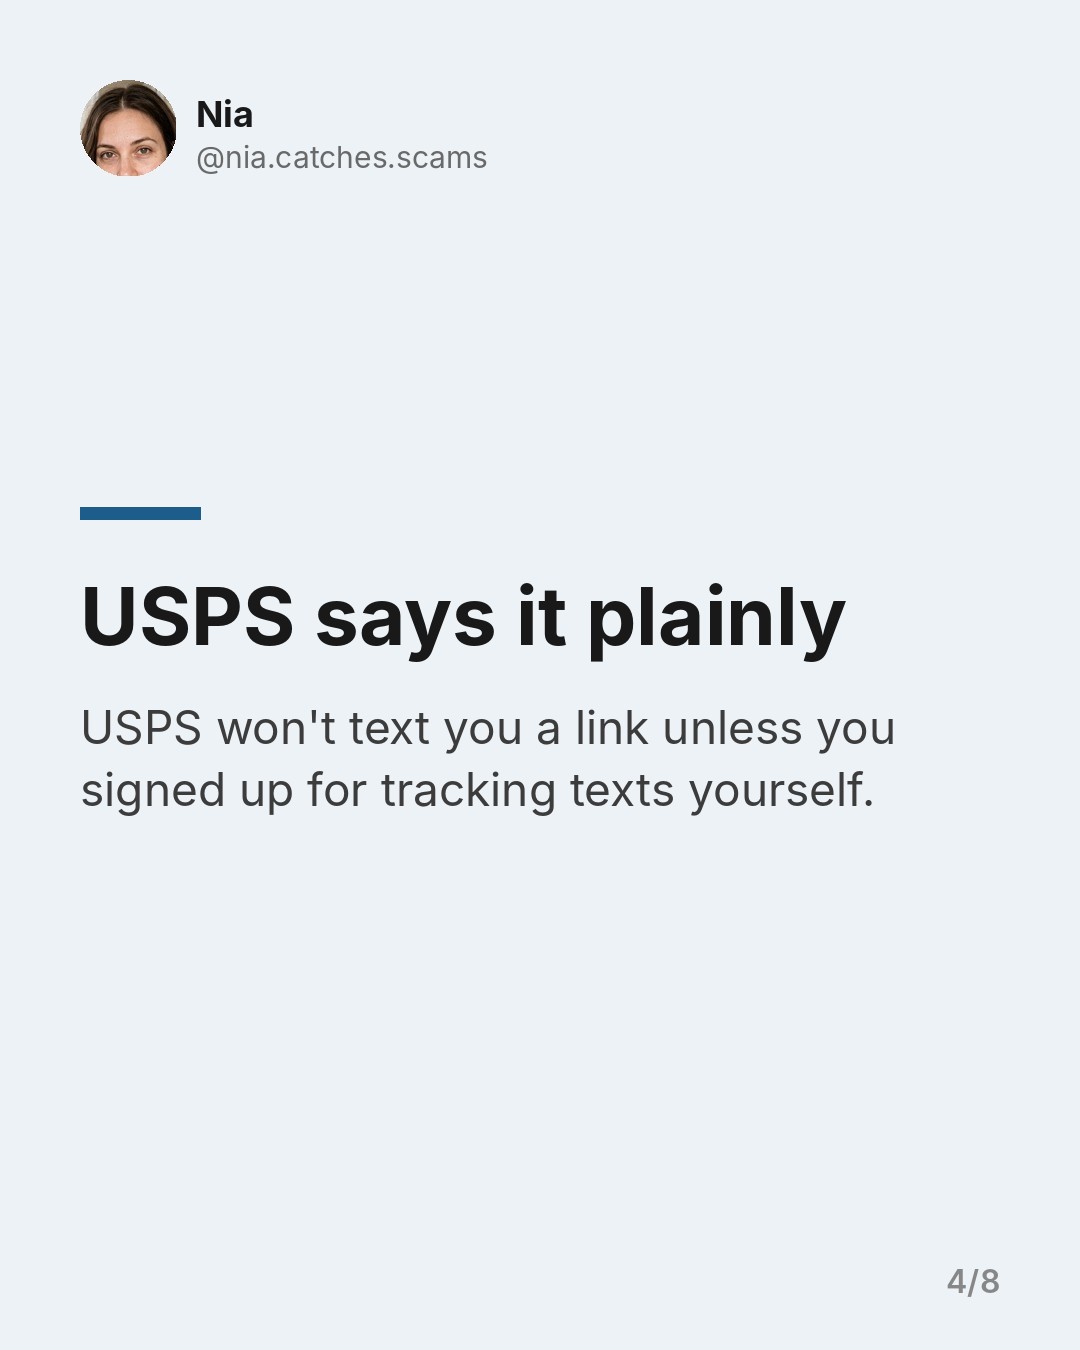 Nia
@nia.catches.scams
USPS says it plainly
USPS won't text you a link unless you
signed up for tracking texts yourself.
4/8